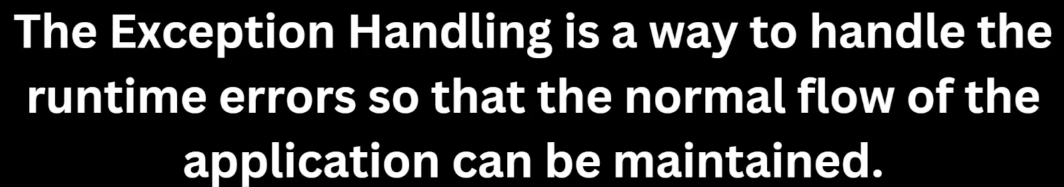 The Exception Handling is a way to handle the
runtime errors so that the normal flow of the
application can be maintained.